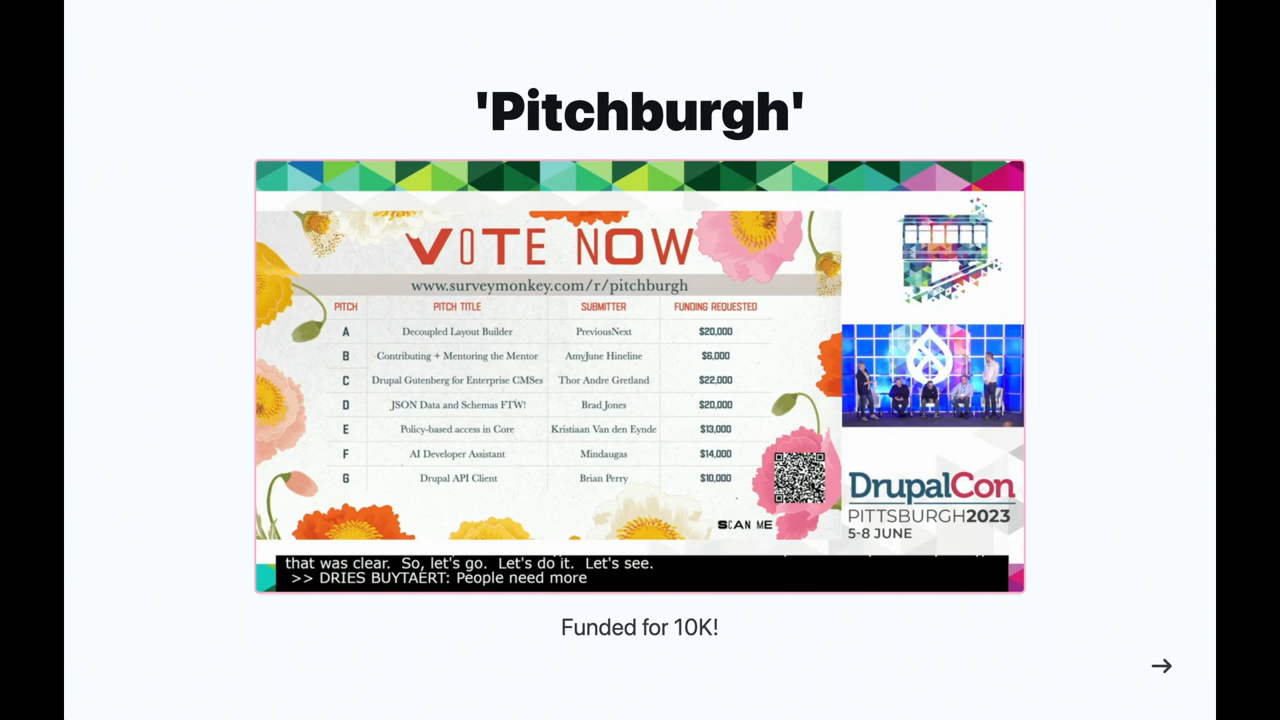 'Pitchburgh'
VOTE NOW
www.surveymonkey.com/r/pitchburgh
PITCH PITCH TITLE SUBMITTER FUNDING REQUESTED
A Decoupled Layout Builder PreviousNext $20,000
B Contributing + Mentoring the Mentor AmyJune Hineline $6,000
C Drupal Gutenberg for Enterprise CMSes Thor Andre Gretland $22,000
D JSON Data and Schemas FTW! Brad Jones $20,000
E Policy-based access in Core Kristiaan Van den Eynde $13,000
F AI Developer Assistant Mindaugas $14,000
G Drupal API Client Brian Perry $10,000
SCAN ME
DrupalCon
PITTSBURGH2023
5-8 JUNE
that was clear. So, let's go. Let's do it. Let's see.
>> DRIES BUYTAERT: People need more
Funded for 10K!